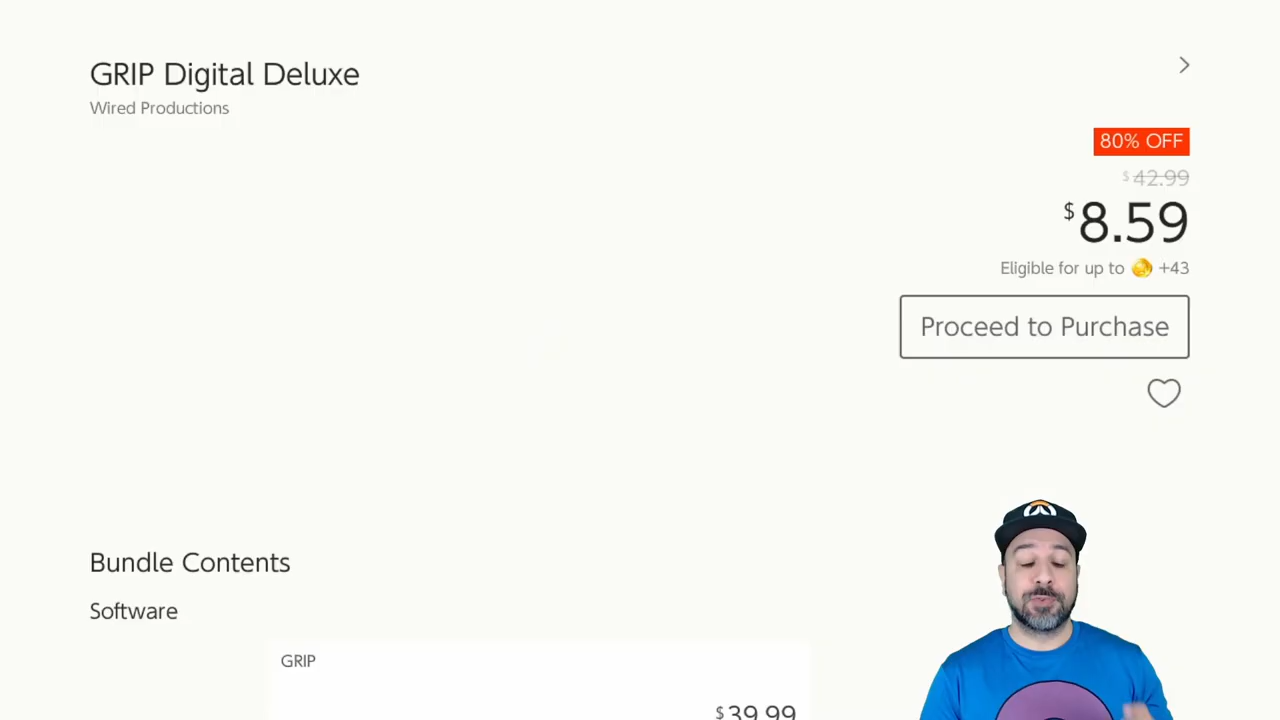 GRIP Digital Deluxe
Wired Productions
80% OFF
$42.99
$8.59
Eligible for up to +43
Proceed to Purchase
Bundle Contents
Software
GRIP
$39.99